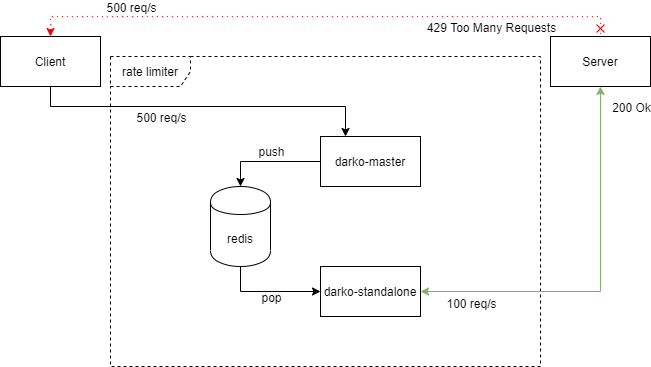 500 req/s
429 Too Many Requests
Client
Server
rate limiter
500 req/s
200 Ok
push
darko-master
redis
darko-standalone
pop
100 req/s